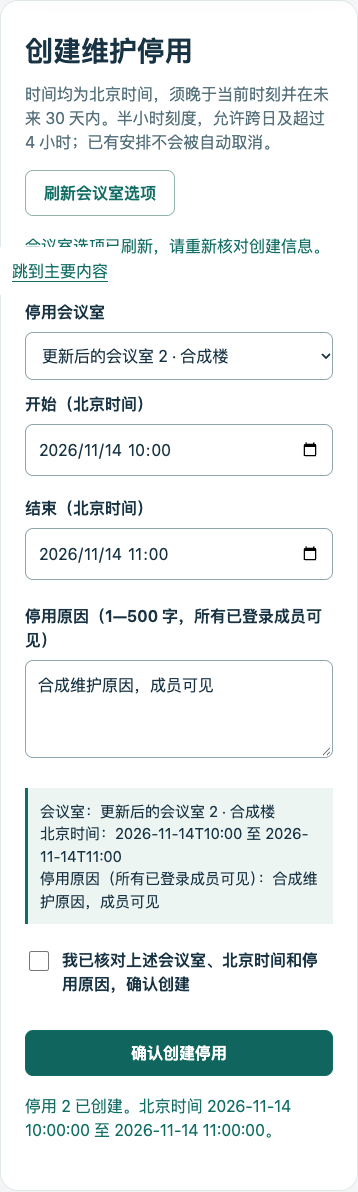 创建维护停用
时间均为北京时间，须晚于当前时刻并在未
来 30 天内。半小时刻度，允许跨日及超过
4 小时；已有安排不会被自动取消。
刷新会议室选项
会议室选项已刷新，请重新核对创建信息。
跳到主要内容
停用会议室
更新后的会议室 2 · 合成楼
开始（北京时间）
2026/11/14 10:00
结束（北京时间）
2026/11/14 11:00
停用原因（1—500 字，所有已登录成员可
见）
合成维护原因，成员可见
会议室：更新后的会议室 2 · 合成楼
北京时间：2026-11-14T10:00 至 2026-
11-14T11:00
停用原因（所有已登录成员可见）：合成维
护原因，成员可见
我已核对上述会议室、北京时间和停
用原因，确认创建
确认创建停用
停用 2 已创建。北京时间 2026-11-14
10:00:00 至 2026-11-14 11:00:00。